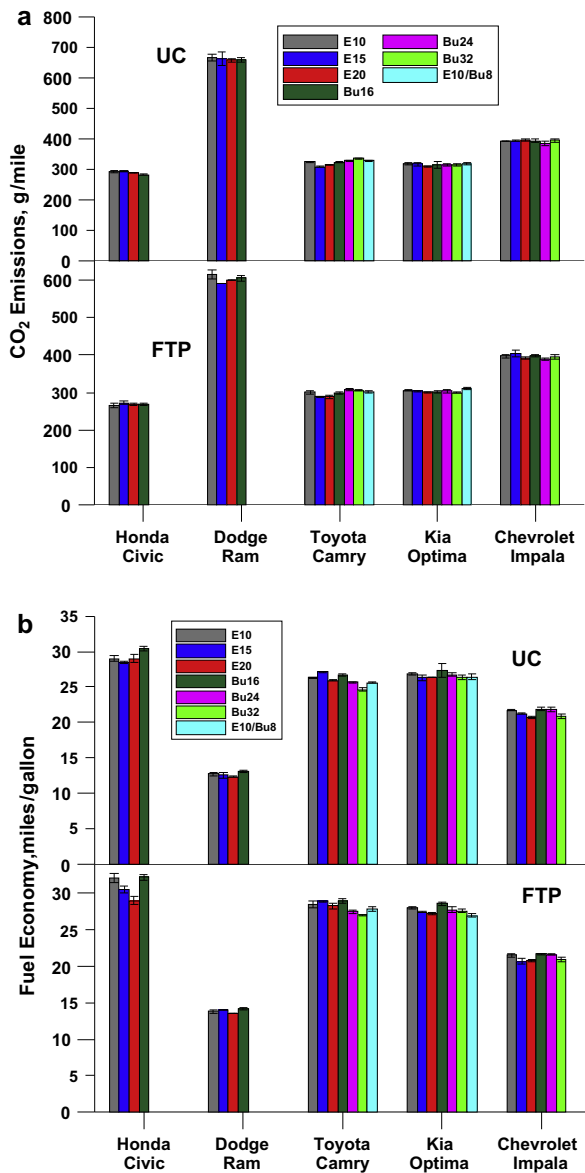 a
800
700
600
500
400
300
200
100
0
UC
E10
E15
E20
Bu16
Bu24
Bu32
E10/Bu8
CO2 Emissions, g/mile
600
500
400
300
200
100
0
FTP
Honda
Civic
Dodge
Ram
Toyota
Camry
Kia
Optima
Chevrolet
Impala
b
35
30
25
20
15
10
5
0
E10
E15
E20
Bu16
Bu24
Bu32
E10/Bu8
UC
Fuel Economy,miles/gallon
30
25
20
15
10
5
0
FTP
Honda
Civic
Dodge
Ram
Toyota
Camry
Kia
Optima
Chevrolet
Impala